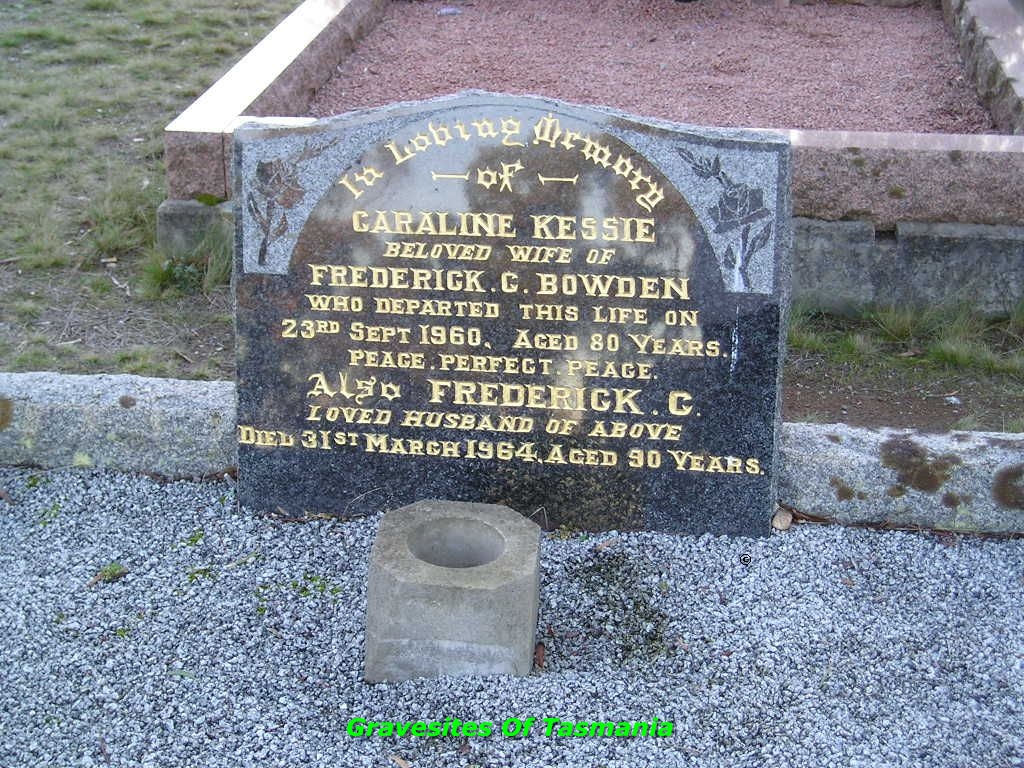 In Loving Memory
— of —
CARALINE KESSIE
BELOVED WIFE OF
FREDERICK . G. BOWDEN
WHO DEPARTED THIS LIFE ON
23RD SEPT 1960. AGED 80 YEARS.
PEACE . PERFECT . PEACE.
Also FREDERICK . G.
LOVED HUSBAND OF ABOVE
DIED 31ST MARCH 1964. AGED 90 YEARS.
©
Gravesites Of Tasmania